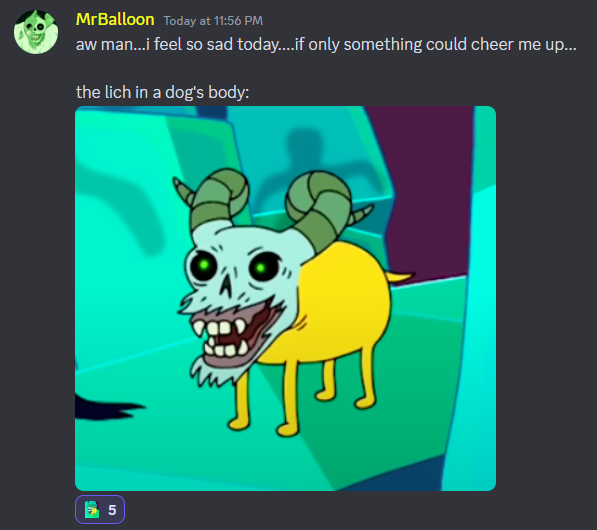 MrBalloon Today at 11:56 PM
aw man...i feel so sad today....if only something could cheer me up...
the lich in a dog's body:
5